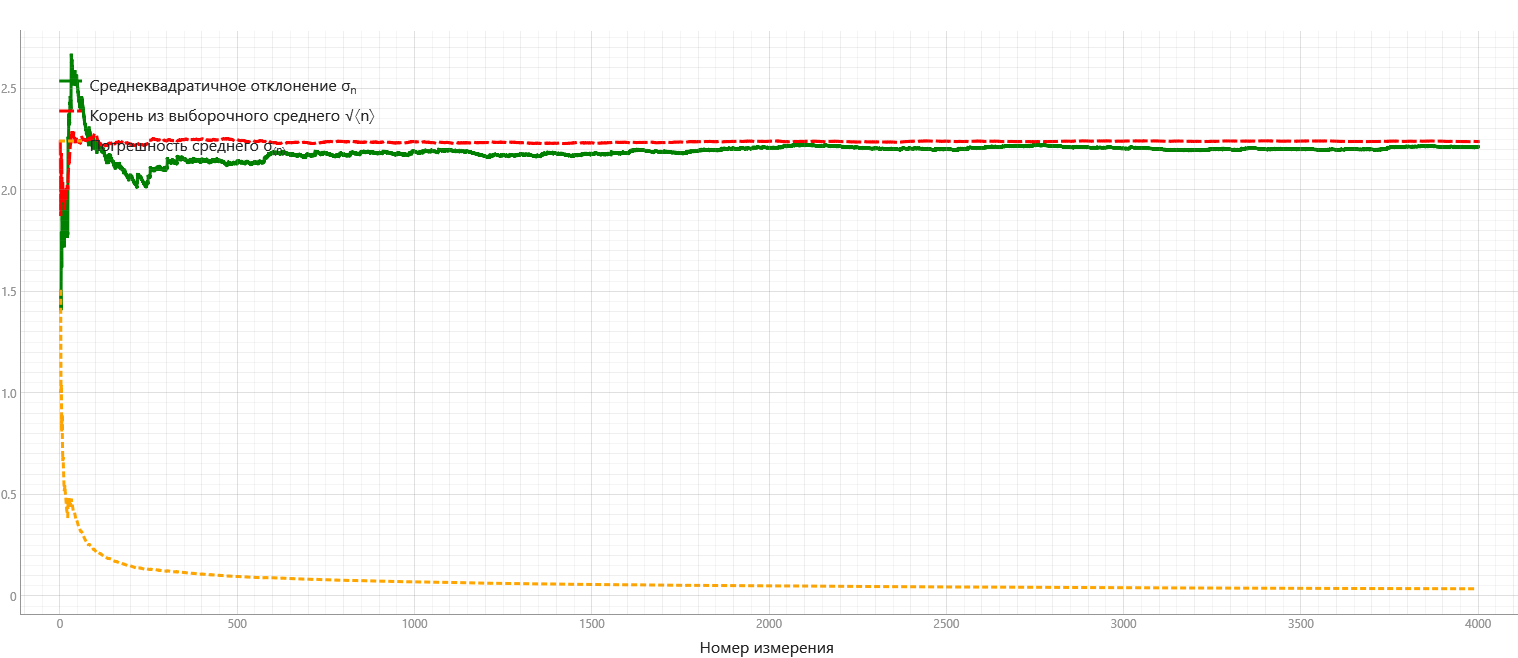 2.5
2.0
1.5
1.0
0.5
0
Среднеквадратичное отклонение σn
Корень из выборочного среднего √⟨n⟩
Погрешность среднего σ⟨n⟩
0 500 1000 1500 2000 2500 3000 3500 4000
Номер измерения